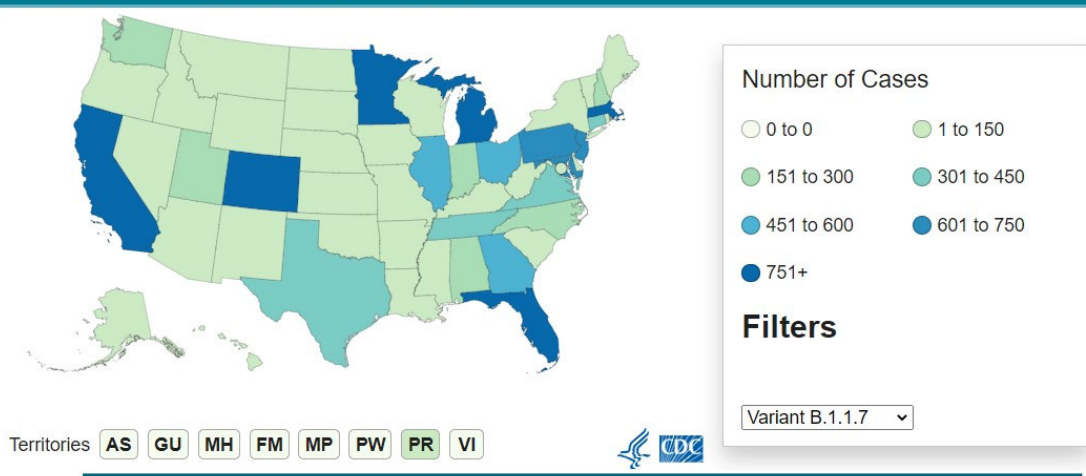 Number of Cases
0 to 0
1 to 150
151 to 300
301 to 450
451 to 600
601 to 750
751+
Filters
Variant B.1.1.7
Territories AS GU MH FM MP PW PR VI
CDC